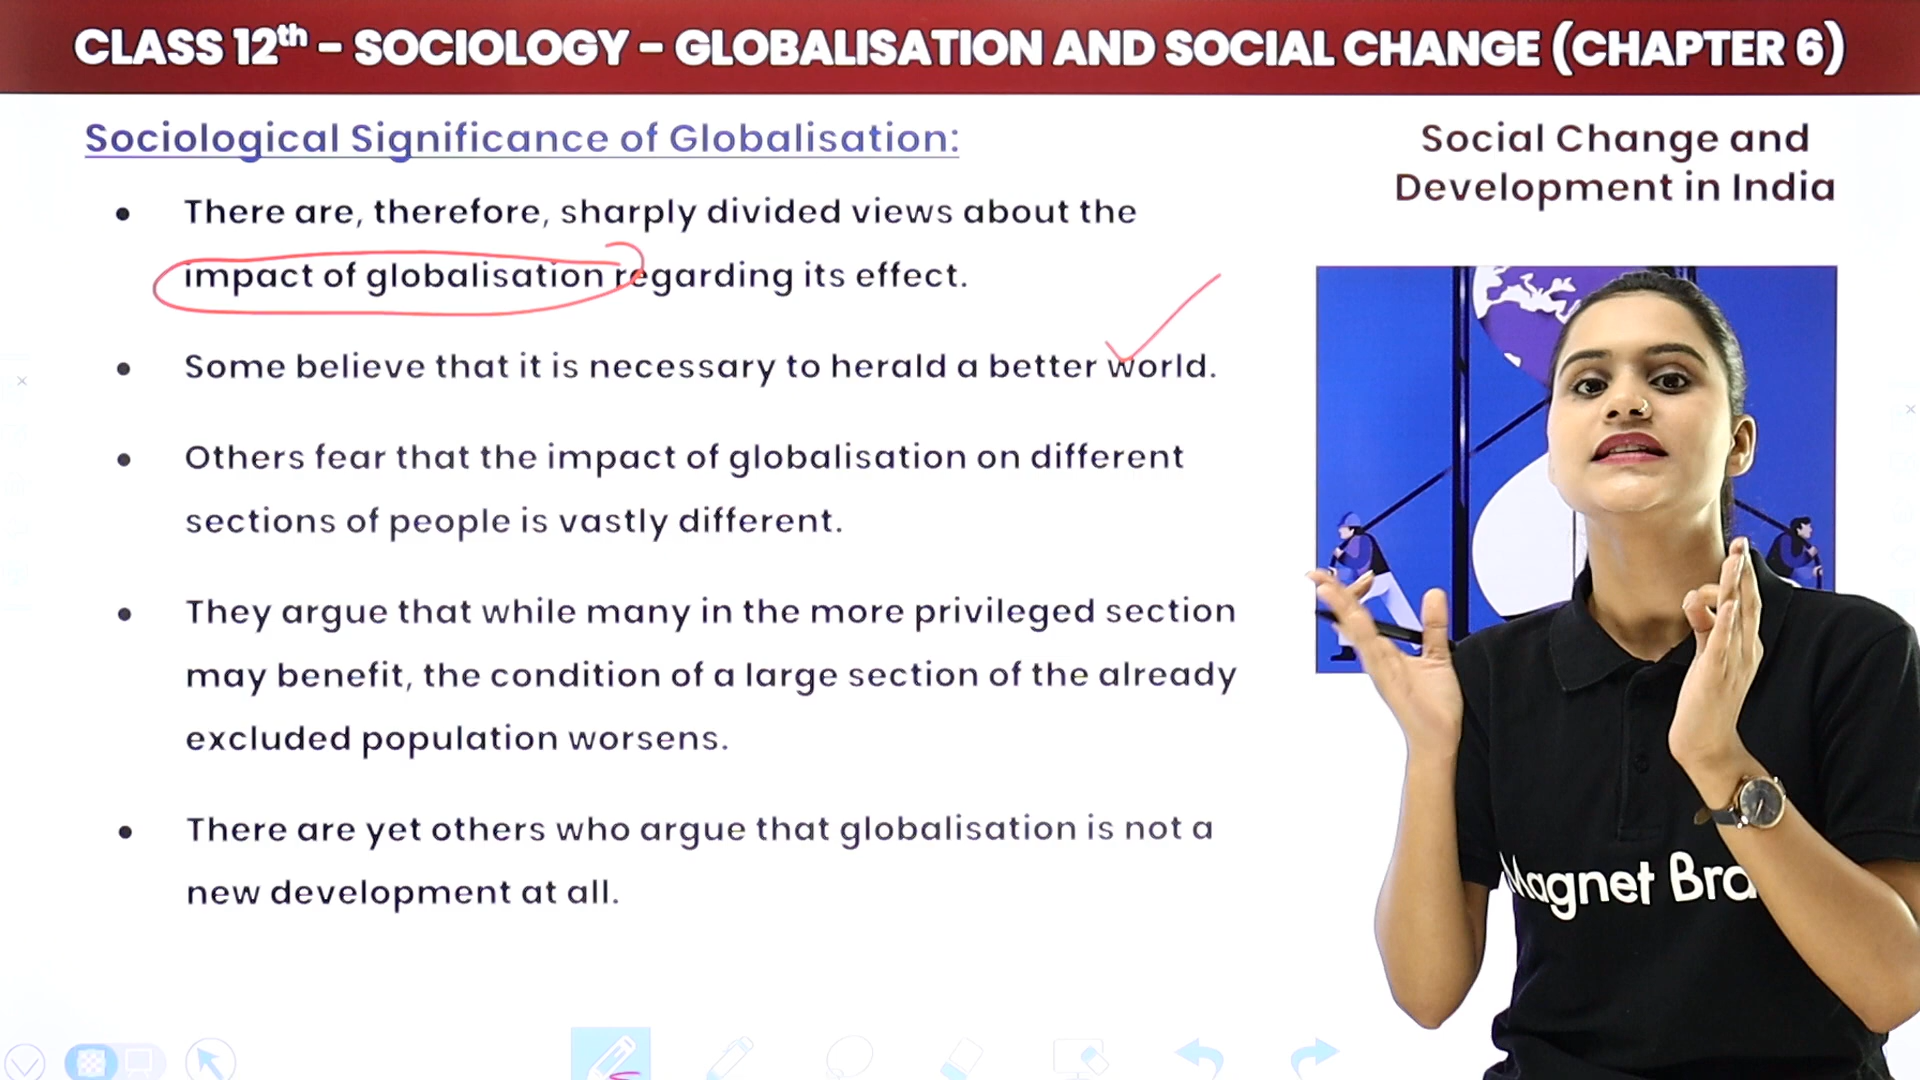 CLASS 12th – SOCIOLOGY – GLOBALISATION AND SOCIAL CHANGE (CHAPTER 6)
Sociological Significance of Globalisation:
Social Change and
Development in India
• There are, therefore, sharply divided views about the
impact of globalisation regarding its effect.
• Some believe that it is necessary to herald a better world.
• Others fear that the impact of globalisation on different
sections of people is vastly different.
• They argue that while many in the more privileged section
may benefit, the condition of a large section of the already
excluded population worsens.
• There are yet others who argue that globalisation is not a
new development at all.
Magnet Bra